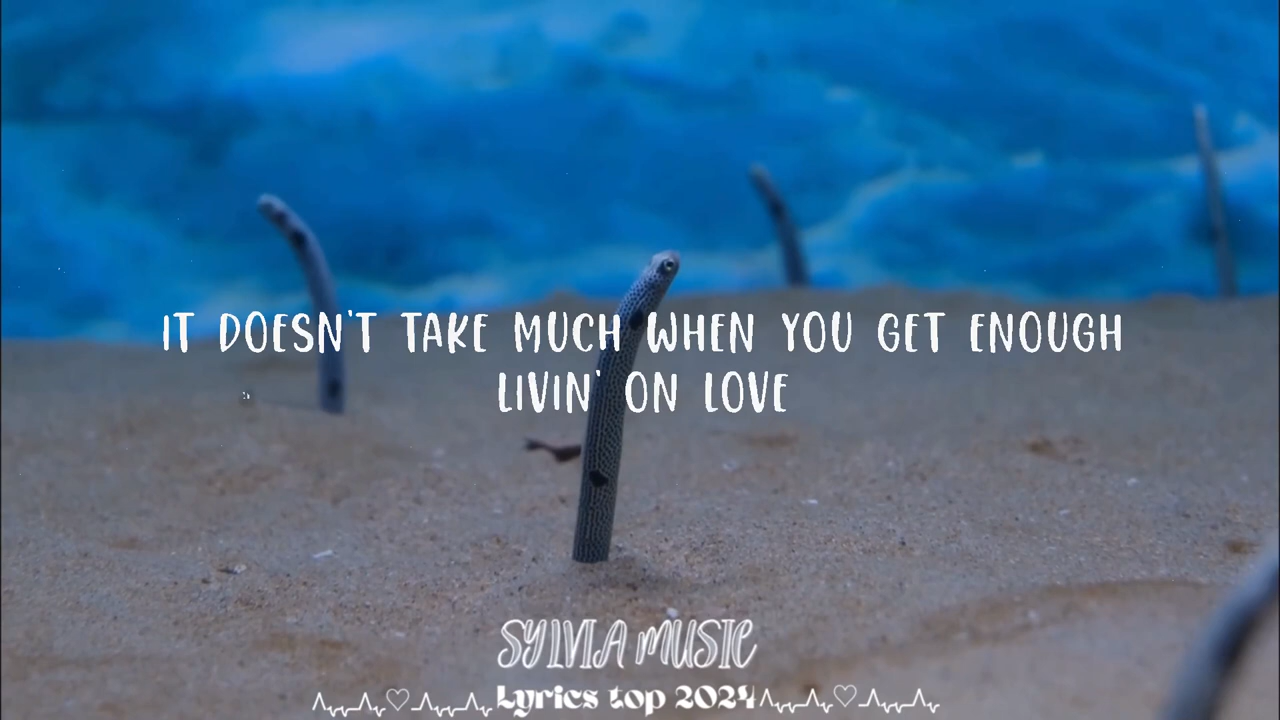 IT DOESN'T TAKE MUCH WHEN YOU GET ENOUGH
LIVIN' ON LOVE
SYLVIA MUSIC
Lyrics top 2024